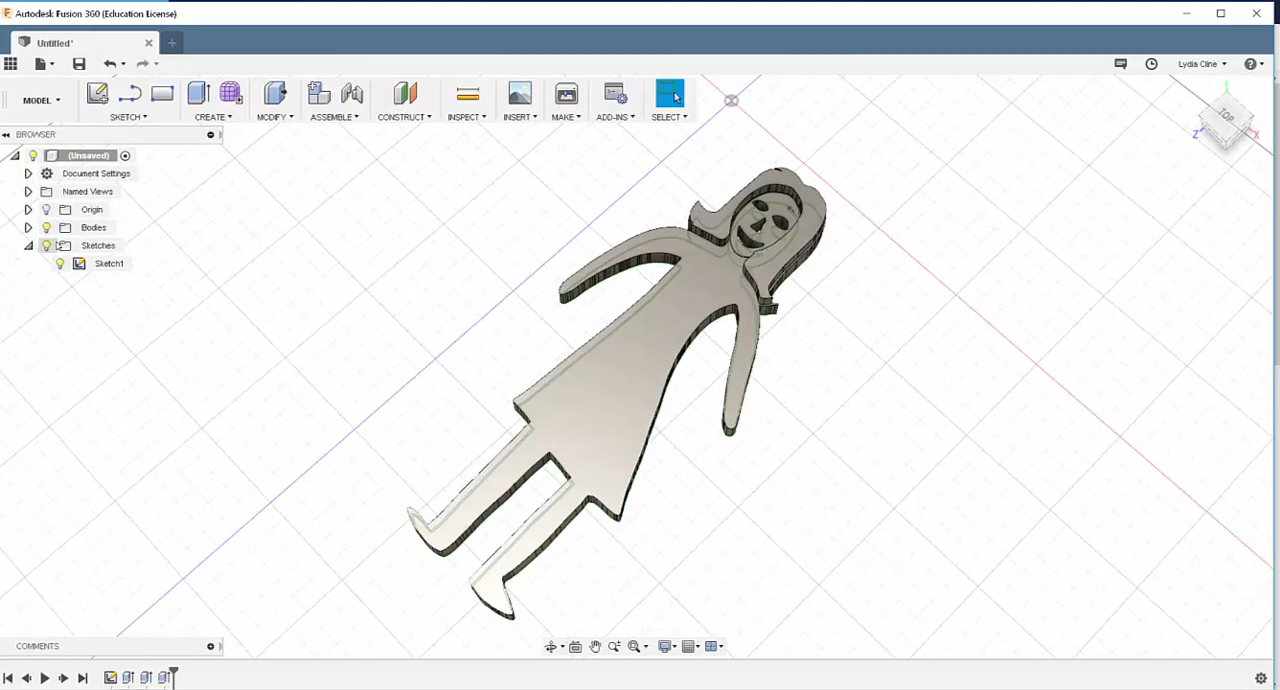 Autodesk Fusion 360 (Education License)
Untitled*
Lydia Cline
MODEL
SKETCH
CREATE
MODIFY
ASSEMBLE
CONSTRUCT
INSPECT
INSERT
MAKE
ADD-INS
SELECT
BROWSER
(Unsaved)
Document Settings
Named Views
Origin
Bodies
Sketches
Sketch1
TOP
Z
X
COMMENTS